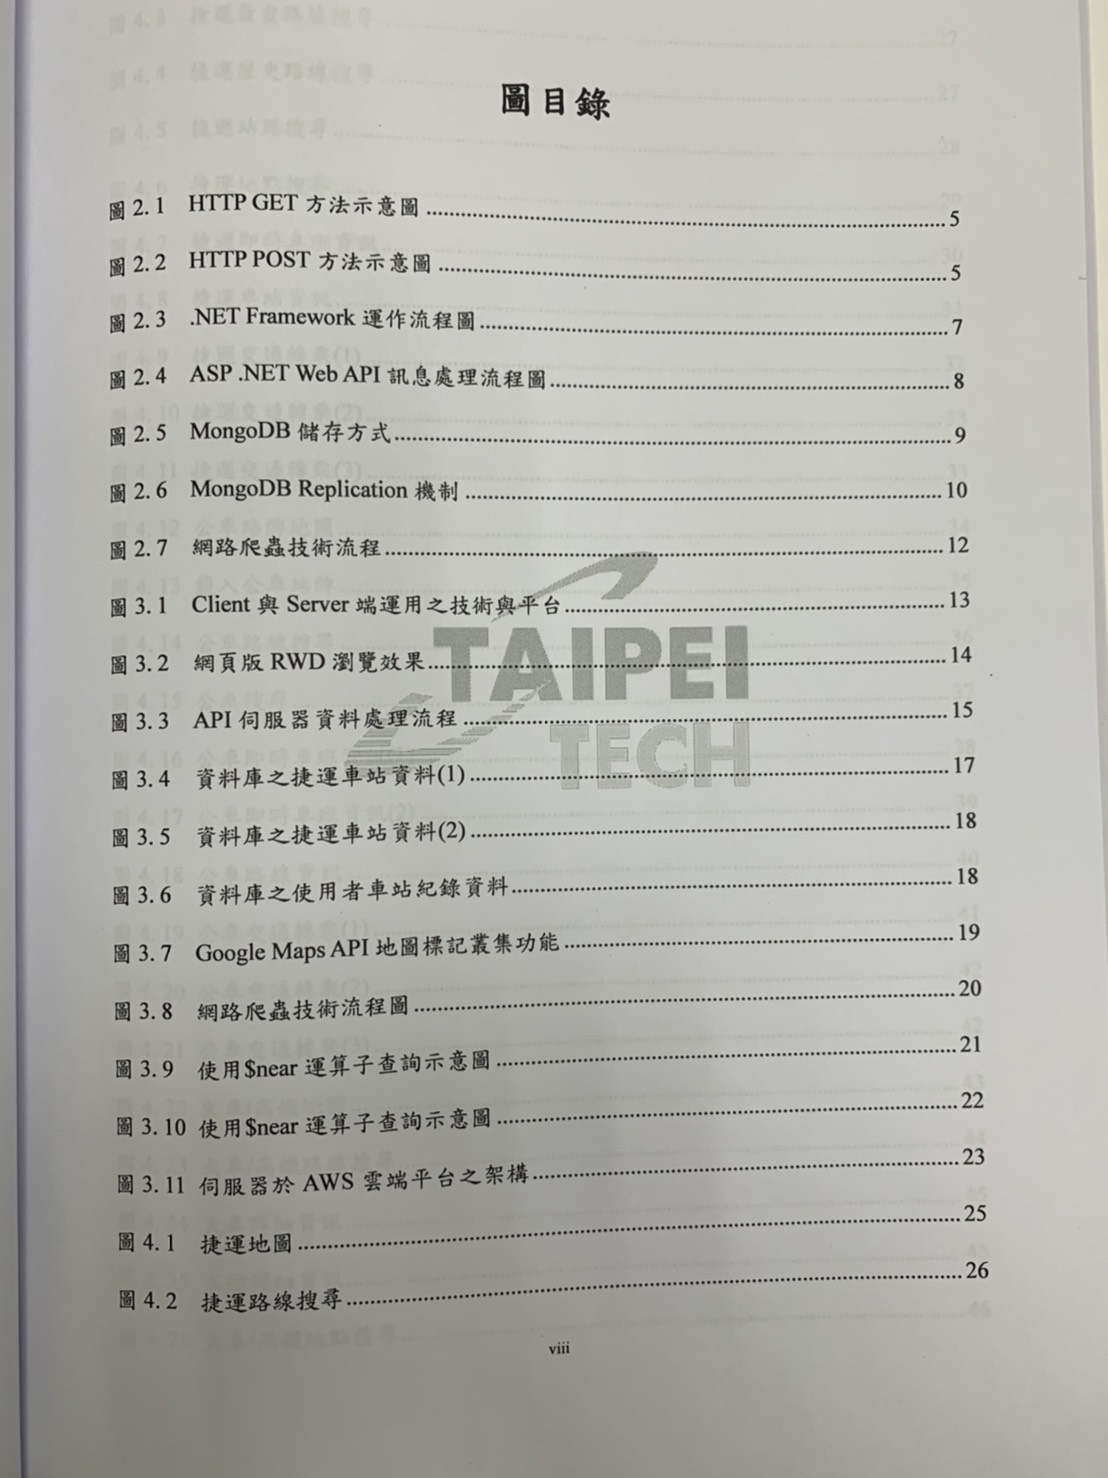 圖目錄
圖 2.1 HTTP GET 方法示意圖 5
圖 2.2 HTTP POST 方法示意圖 5
圖 2.3 .NET Framework 運作流程圖 7
圖 2.4 ASP .NET Web API 訊息處理流程圖 8
圖 2.5 MongoDB 儲存方式 9
圖 2.6 MongoDB Replication 機制 10
圖 2.7 網路爬蟲技術流程 12
圖 3.1 Client 與 Server 端運用之技術與平台 13
圖 3.2 網頁版 RWD 瀏覽效果 14
圖 3.3 API 伺服器資料處理流程 15
圖 3.4 資料庫之捷運車站資料(1) 17
圖 3.5 資料庫之捷運車站資料(2) 18
圖 3.6 資料庫之使用者車站紀錄資料 18
圖 3.7 Google Maps API 地圖標記叢集功能 19
圖 3.8 網路爬蟲技術流程圖 20
圖 3.9 使用$near 運算子查詢示意圖 21
圖 3.10 使用$near 運算子查詢示意圖 22
圖 3.11 伺服器於 AWS 雲端平台之架構 23
圖 4.1 捷運地圖 25
圖 4.2 捷運路線搜尋 26
viii
TAIPEI
TECH